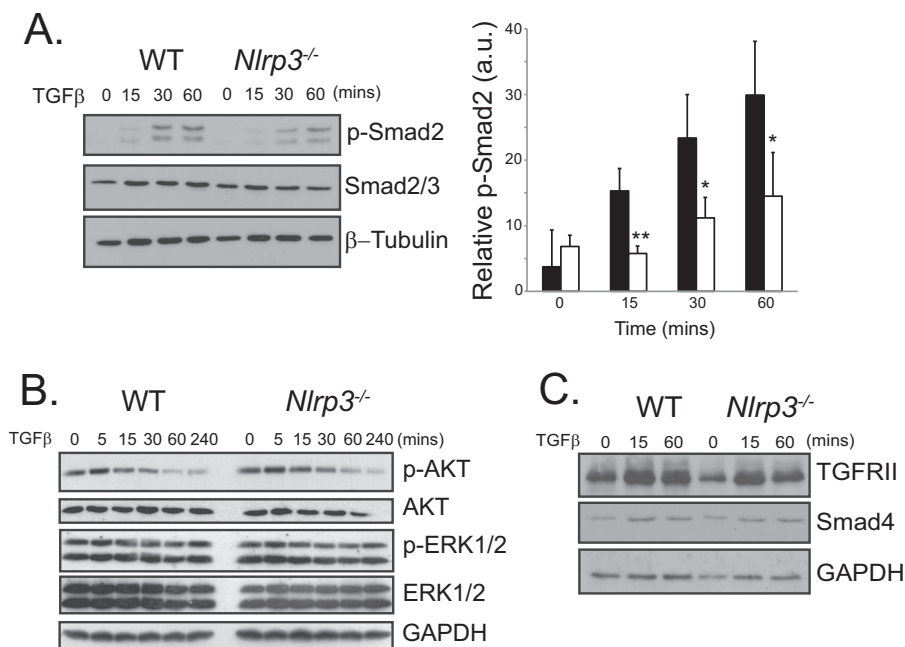 A.
WT Nlrp3-/-
TGFβ 0 15 30 60 0 15 30 60 (mins)
p-Smad2
Smad2/3
β–Tubulin
Relative p-Smad2 (a.u.)
40
30
20
10
0
** * *
0 15 30 60
Time (mins)
B.
WT Nlrp3-/-
TGFβ 0 5 15 30 60 240 0 5 15 30 60 240 (mins)
p-AKT
AKT
p-ERK1/2
ERK1/2
GAPDH
C.
WT Nlrp3-/-
TGFβ 0 15 60 0 15 60 (mins)
TGFRII
Smad4
GAPDH